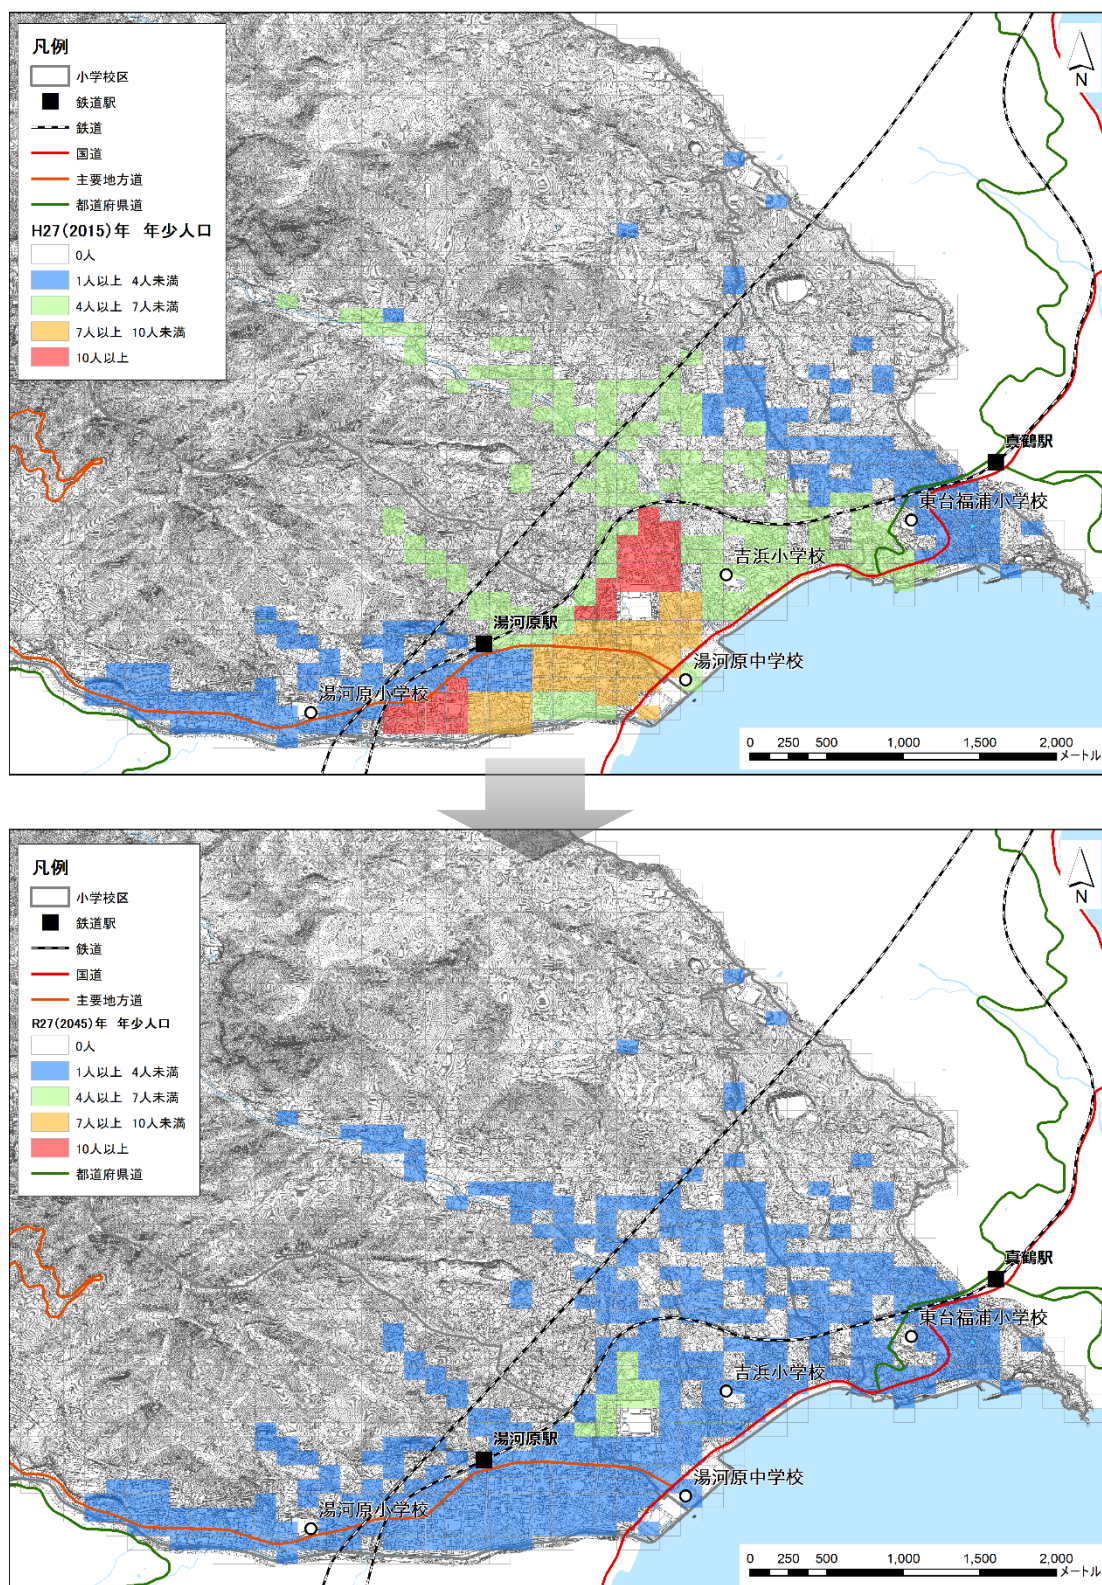 凡例
小学校区
鉄道駅
鉄道
国道
主要地方道
都道府県道
H27(2015)年 年少人口
0人
1人以上 4人未満
4人以上 7人未満
7人以上 10人未満
10人以上
N
真鶴駅
東台福浦小学校
吉浜小学校
湯河原駅
湯河原中学校
湯河原小学校
0 250 500 1,000 1,500 2,000
メートル
凡例
小学校区
鉄道駅
鉄道
国道
主要地方道
R27(2045)年 年少人口
0人
1人以上 4人未満
4人以上 7人未満
7人以上 10人未満
10人以上
都道府県道
N
真鶴駅
東台福浦小学校
吉浜小学校
湯河原駅
湯河原中学校
湯河原小学校
0 250 500 1,000 1,500 2,000
メートル